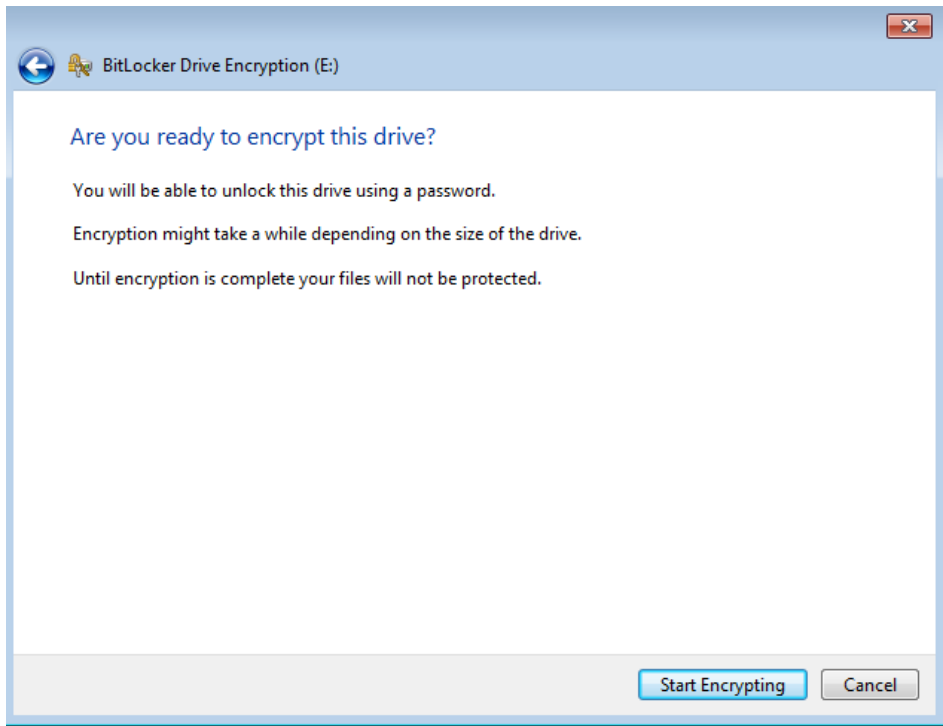 BitLocker Drive Encryption (E:)
Are you ready to encrypt this drive?
You will be able to unlock this drive using a password.
Encryption might take a while depending on the size of the drive.
Until encryption is complete your files will not be protected.
Start Encrypting
Cancel